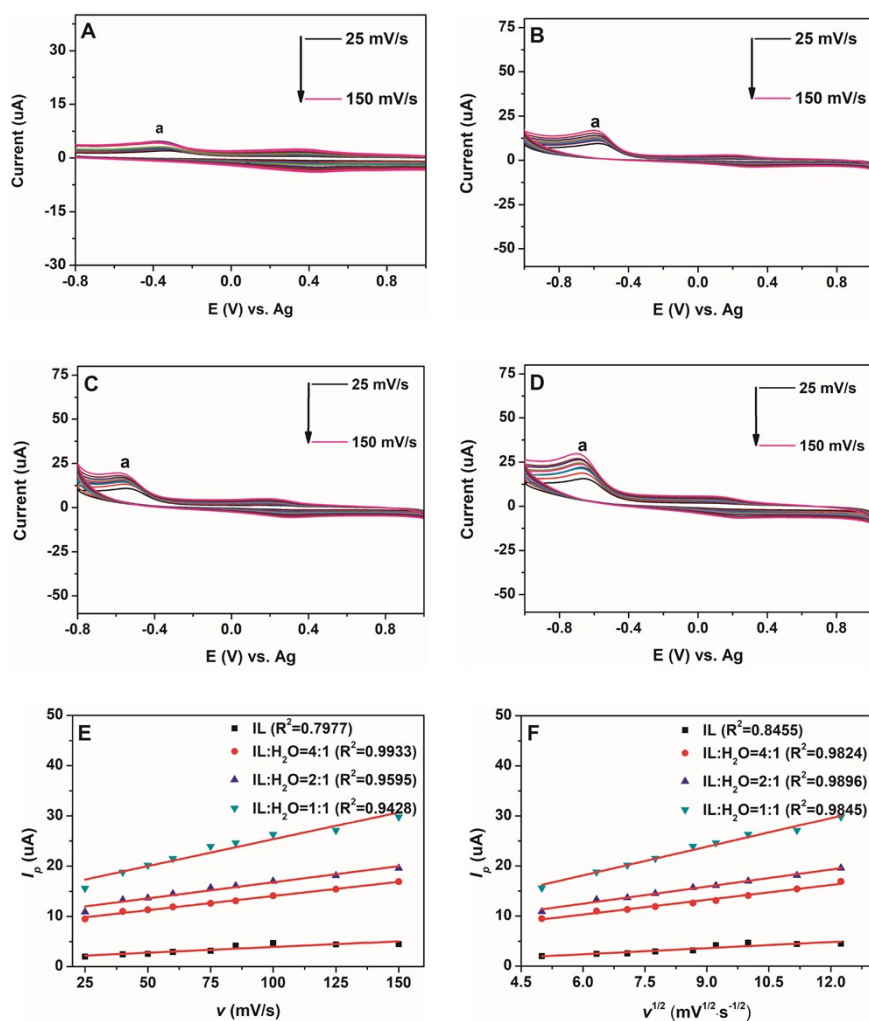 A
25 mV/s
150 mV/s
a
Current (uA)
30
15
0
-15
-30
-0.8 -0.4 0.0 0.4 0.8
E (V) vs. Ag
B
25 mV/s
150 mV/s
a
Current (uA)
75
50
25
0
-25
-50
-0.8 -0.4 0.0 0.4 0.8
E (V) vs. Ag
C
25 mV/s
150 mV/s
a
Current (uA)
75
50
25
0
-25
-50
-0.8 -0.4 0.0 0.4 0.8
E (V) vs. Ag
D
25 mV/s
150 mV/s
a
Current (uA)
75
50
25
0
-25
-50
-0.8 -0.4 0.0 0.4 0.8
E (V) vs. Ag
E
IL (R²=0.7977)
IL:H₂O=4:1 (R²=0.9933)
IL:H₂O=2:1 (R²=0.9595)
IL:H₂O=1:1 (R²=0.9428)
Iₚ (uA)
50
40
30
20
10
0
25 50 75 100 125 150
v (mV/s)
F
IL (R²=0.8455)
IL:H₂O=4:1 (R²=0.9824)
IL:H₂O=2:1 (R²=0.9896)
IL:H₂O=1:1 (R²=0.9845)
Iₚ (uA)
50
40
30
20
10
0
4.5 6.0 7.5 9.0 10.5 12.0
v¹/² (mV¹/²·s⁻¹/²)